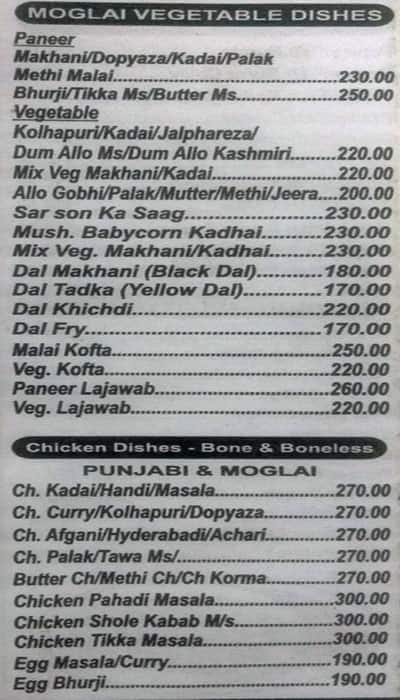 MOGLAI VEGETABLE DISHES
Paneer
Makhani/Dopyaza/Kadai/Palak
Methi Malai..........................................230.00
Bhurji/Tikka Ms/Butter Ms..................250.00
Vegetable
Kolhapuri/Kadai/Jalphareza/
Dum Allo Ms/Dum Allo Kashmiri.........220.00
Mix Veg Makhani/Kadai......................220.00
Allo Gobhi/Palak/Mutter/Methi/Jeera....200.00
Sar son Ka Saag......................230.00
Mush. Babycorn Kadhai..........230.00
Mix Veg. Makhani/Kadhai.........230.00
Dal Makhani (Black Dal)...........180.00
Dal Tadka (Yellow Dal).............170.00
Dal Khichdi..............................220.00
Dal Fry.....................................170.00
Malai Kofta..........................................250.00
Veg. Kofta...........................................220.00
Paneer Lajawab..................................260.00
Veg. Lajawab......................................220.00
Chicken Dishes - Bone & Boneless
PUNJABI & MOGLAI
Ch. Kadai/Handi/Masala........................270.00
Ch. Curry/Kolhapuri/Dopyaza..............270.00
Ch. Afgani/Hyderabadi/Achari..............270.00
Ch. Palak/Tawa Ms/..............................270.00
Butter Ch/Methi Ch/Ch Korma..............270.00
Chicken Pahadi Masala........................300.00
Chicken Shole Kabab M/s....................300.00
Chicken Tikka Masala..........................300.00
Egg Masala/Curry.................................190.00
Egg Bhurji.............................................190.00